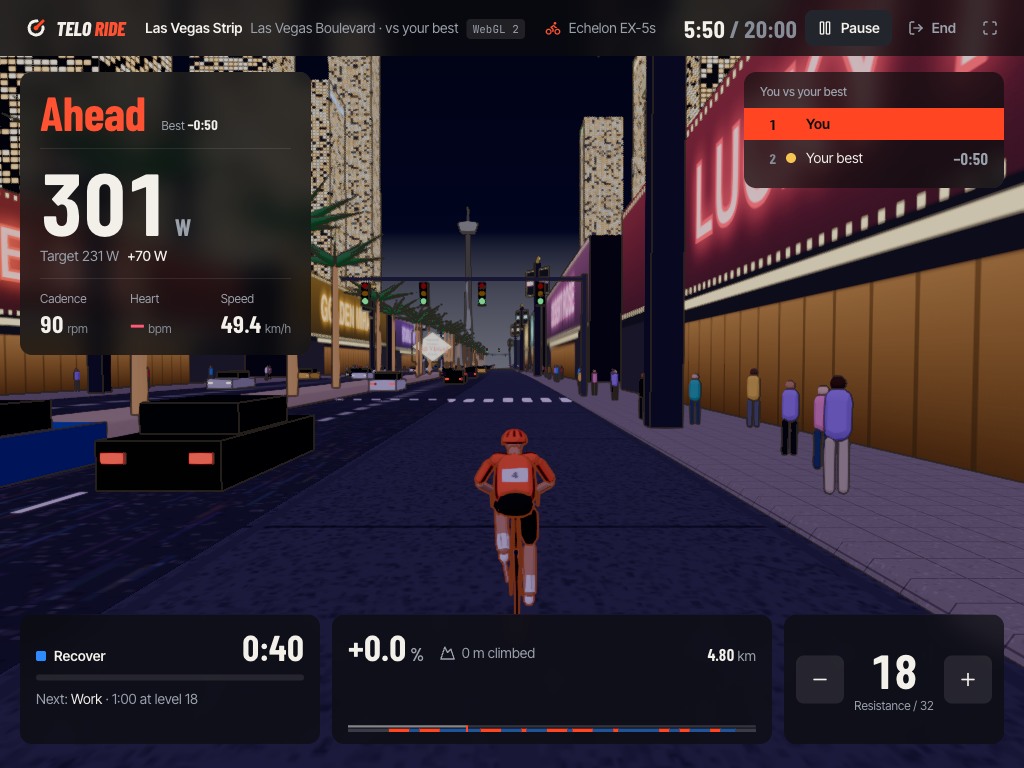 TELO RIDE
Las Vegas Strip Las Vegas Boulevard · vs your best WebGL 2 Echelon EX-5s 5:50 / 20:00 Pause End
Ahead Best −0:50
301 W
Target 231 W +70 W
Cadence Heart Speed
90 rpm — bpm 49.4 km/h
You vs your best
1 You
2 Your best −0:50
LUC
4
Recover 0:40
Next: Work · 1:00 at level 18
+0.0 % 0 m climbed 4.80 km
− 18 +
Resistance / 32